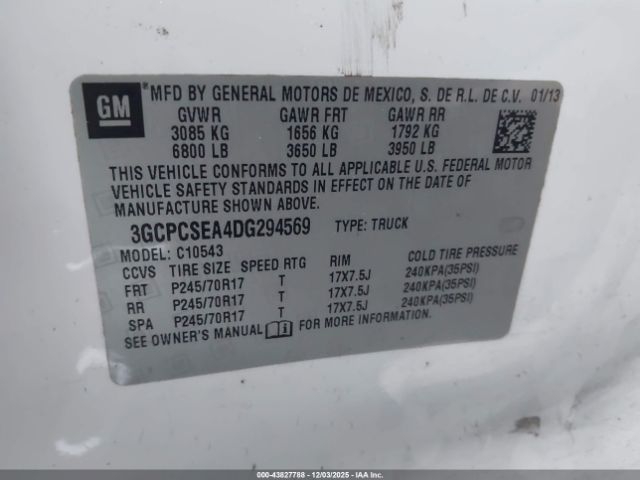 GM ® MFD BY GENERAL MOTORS DE MEXICO, S. DE R.L. DE C.V. 01/13
GVWR GAWR FRT GAWR RR
3085 KG 1656 KG 1792 KG
6800 LB 3650 LB 3950 LB
THIS VEHICLE CONFORMS TO ALL APPLICABLE U.S. FEDERAL MOTOR
VEHICLE SAFETY STANDARDS IN EFFECT ON THE DATE OF
MANUFACTURE SHOWN ABOVE.
3GCPCSEA4DG294569 TYPE: TRUCK
MODEL: C10543
CCVS TIRE SIZE SPEED RTG RIM COLD TIRE PRESSURE
FRT P245/70R17 T 17X7.5J 240KPA(35PSI)
RR P245/70R17 T 17X7.5J 240KPA(35PSI)
SPA P245/70R17 T 17X7.5J 240KPA(35PSI)
SEE OWNER'S MANUAL FOR MORE INFORMATION.
000-43827788 - 12/03/2025 - COPYRIGHT IAA, LLC.